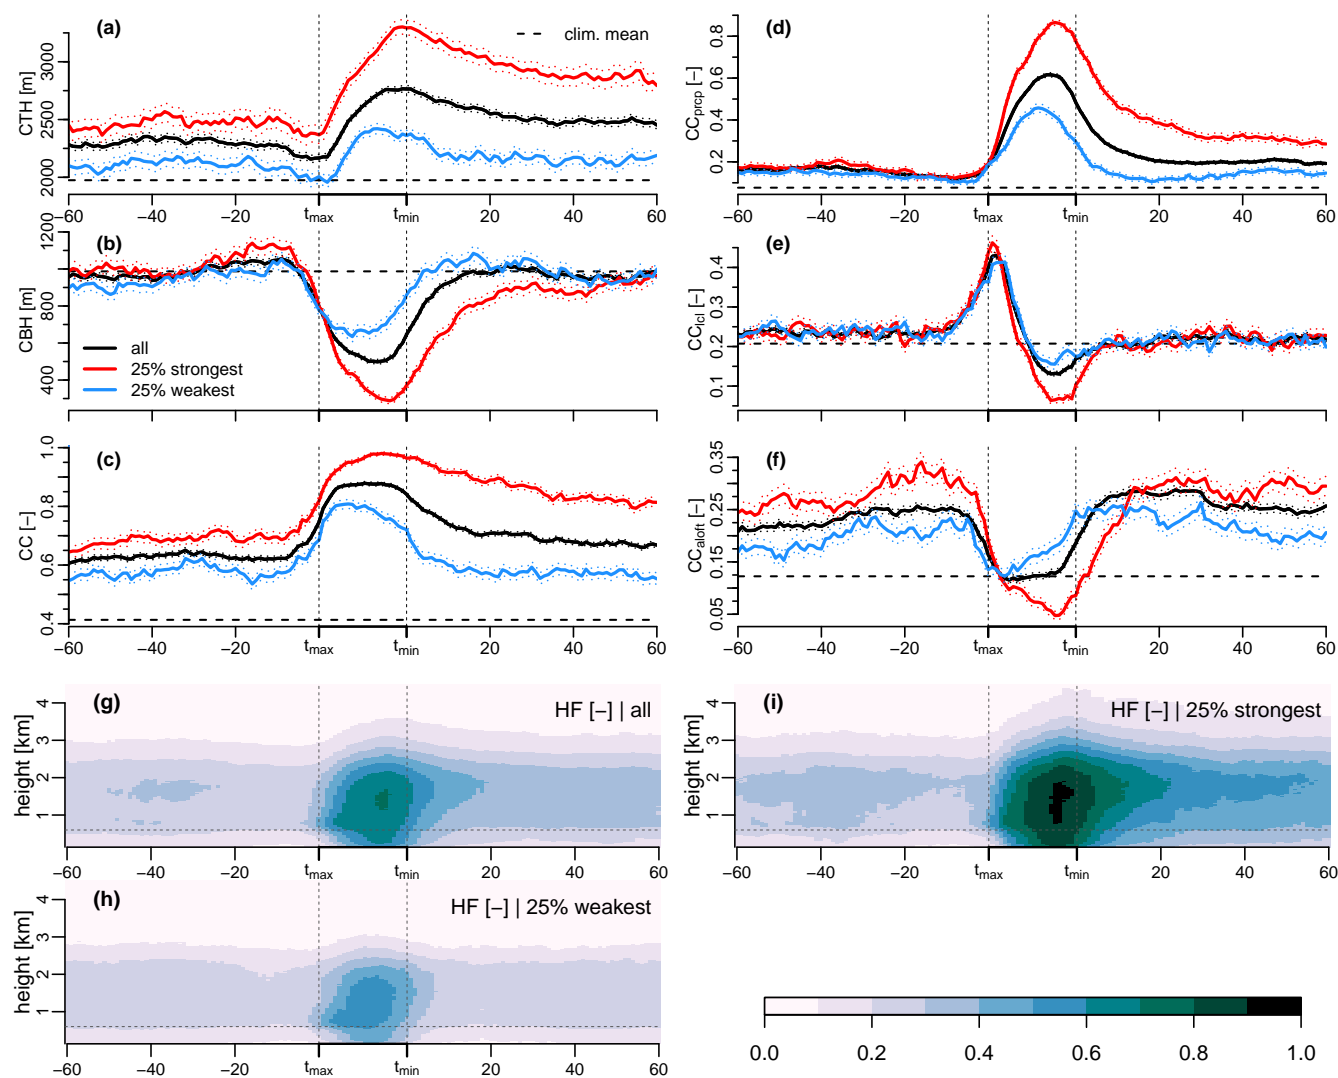 (a)
clim. mean
CTH [m]
2000 2500 3000
−60 −40 −20 tmax tmin 20 40 60
(d)
CCprcp [−]
0.2 0.4 0.6 0.8
−60 −40 −20 tmax tmin 20 40 60
(b)
CBH [m]
400 800 1200
all
25% strongest
25% weakest
(e)
CClcl [−]
0.1 0.2 0.3 0.4
(c)
CC [−]
0.4 0.6 0.8 1.0
−60 −40 −20 tmax tmin 20 40 60
(f)
CCaloft [−]
0.05 0.15 0.25 0.35
−60 −40 −20 tmax tmin 20 40 60
(g)
HF [−] | all
height [km]
1 2 3 4
−60 −40 −20 tmax tmin 20 40 60
(i)
HF [−] | 25% strongest
height [km]
1 2 3 4
−60 −40 −20 tmax tmin 20 40 60
(h)
HF [−] | 25% weakest
height [km]
1 2 3 4
−60 −40 −20 tmax tmin 20 40 60
0.0 0.2 0.4 0.6 0.8 1.0